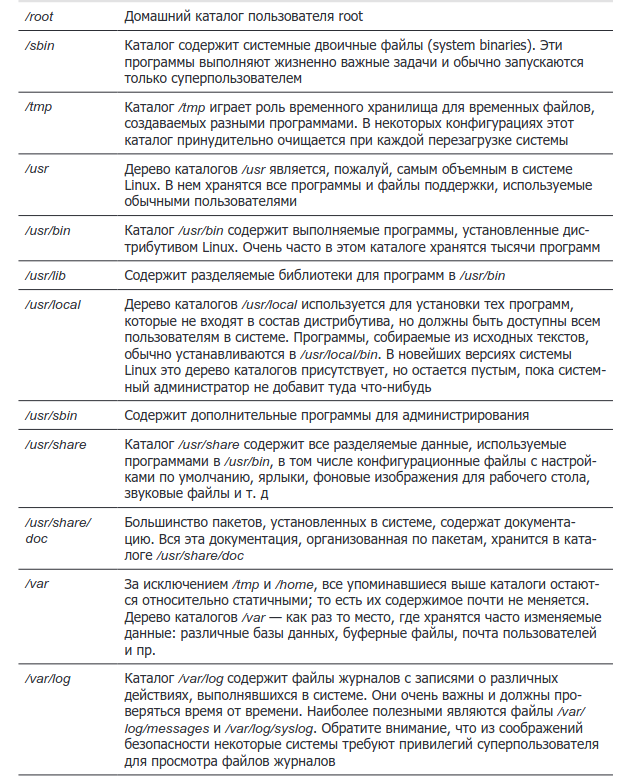 /root Домашний каталог пользователя root
/sbin Каталог содержит системные двоичные файлы (system binaries). Эти
программы выполняют жизненно важные задачи и обычно запускаются
только суперпользователем
/tmp Каталог /tmp играет роль временного хранилища для временных файлов,
создаваемых разными программами. В некоторых конфигурациях этот
каталог принудительно очищается при каждой перезагрузке системы
/usr Дерево каталогов /usr является, пожалуй, самым объемным в системе
Linux. В нем хранятся все программы и файлы поддержки, используемые
обычными пользователями
/usr/bin Каталог /usr/bin содержит выполняемые программы, установленные дис-
трибутивом Linux. Очень часто в этом каталоге хранятся тысячи программ
/usr/lib Содержит разделяемые библиотеки для программ в /usr/bin
/usr/local Дерево каталогов /usr/local используется для установки тех программ,
которые не входят в состав дистрибутива, но должны быть доступны всем
пользователям в системе. Программы, собираемые из исходных текстов,
обычно устанавливаются в /usr/local/bin. В новейших версиях системы
Linux это дерево каталогов присутствует, но остается пустым, пока систем-
ный администратор не добавит туда что-нибудь
/usr/sbin Содержит дополнительные программы для администрирования
/usr/share Каталог /usr/share содержит все разделяемые данные, используемые
программами в /usr/bin, в том числе конфигурационные файлы с настрой-
ками по умолчанию, ярлыки, фоновые изображения для рабочего стола,
звуковые файлы и т. д
/usr/share/ Большинство пакетов, установленных в системе, содержат документа-
doc цию. Вся эта документация, организованная по пакетам, хранится в ката-
логе /usr/share/doc
/var За исключением /tmp и /home, все упоминавшиеся выше каталоги остают-
ся относительно статичными; то есть их содержимое почти не меняется.
Дерево каталогов /var — как раз то место, где хранятся часто изменяемые
данные: различные базы данных, буферные файлы, почта пользователей
и пр.
/var/log Каталог /var/log содержит файлы журналов с записями о различных
действиях, выполнявшихся в системе. Они очень важны и должны про-
веряться время от времени. Наиболее полезными являются файлы /var/
log/messages и /var/log/syslog. Обратите внимание, что из соображений
безопасности некоторые системы требуют привилегий суперпользователя
для просмотра файлов журналов